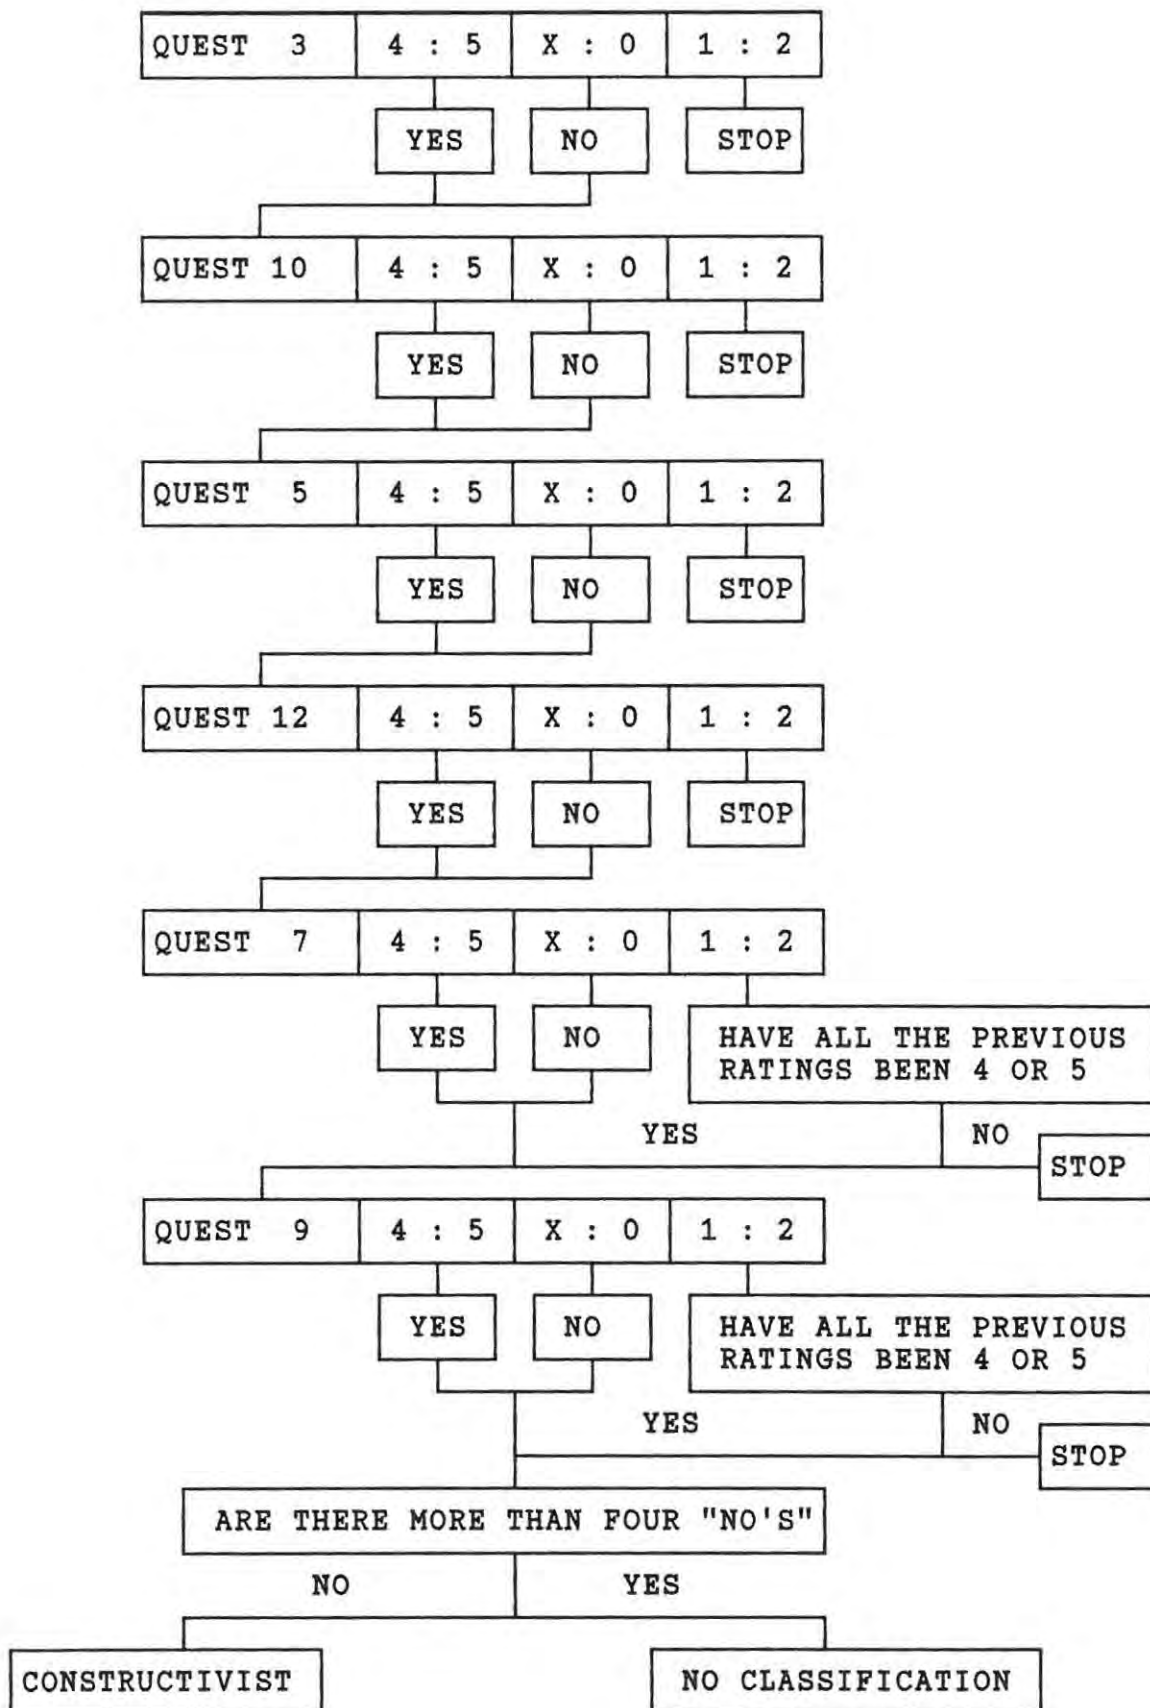 QUEST 3 4 : 5 X : 0 1 : 2
YES NO STOP
QUEST 10 4 : 5 X : 0 1 : 2
YES NO STOP
QUEST 5 4 : 5 X : 0 1 : 2
YES NO STOP
QUEST 12 4 : 5 X : 0 1 : 2
YES NO STOP
QUEST 7 4 : 5 X : 0 1 : 2
YES NO HAVE ALL THE PREVIOUS
RATINGS BEEN 4 OR 5
YES NO
STOP
QUEST 9 4 : 5 X : 0 1 : 2
YES NO HAVE ALL THE PREVIOUS
RATINGS BEEN 4 OR 5
YES NO
STOP
ARE THERE MORE THAN FOUR "NO'S"
NO YES
CONSTRUCTIVIST NO CLASSIFICATION